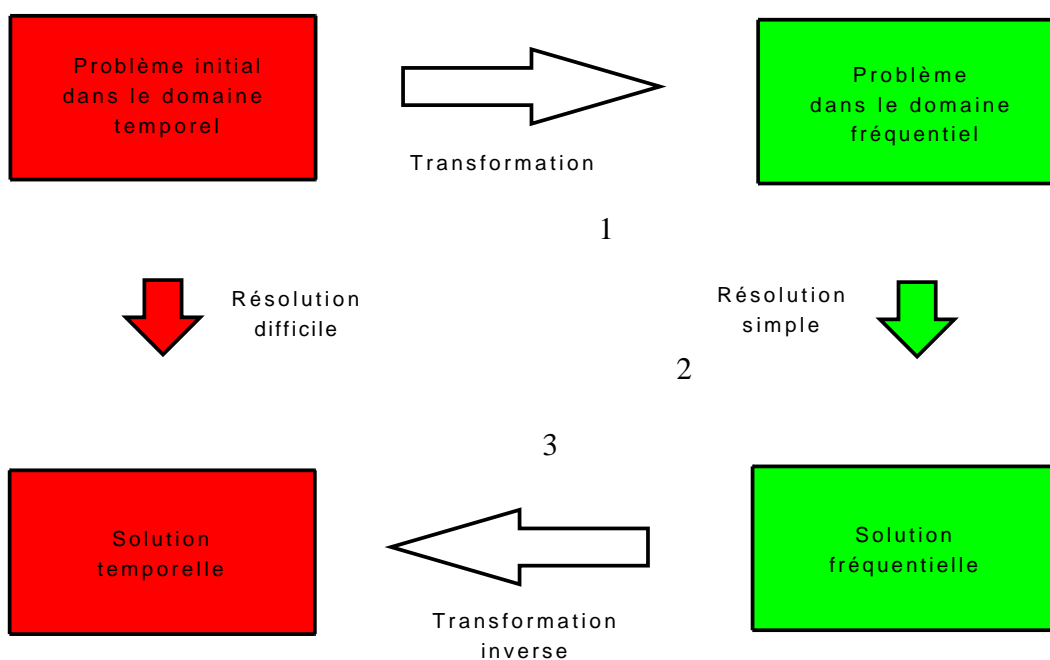 Problème initial
dans le domaine
temporel
Transformation
Problème
dans le domaine
fréquentiel
1
Résolution
difficile
Résolution
simple
2
3
Solution
temporelle
Transformation
inverse
Solution
fréquentielle